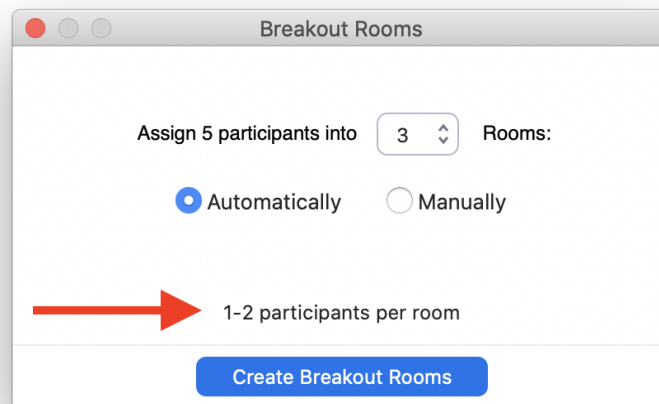 Breakout Rooms
Assign 5 participants into 3 Rooms:
Automatically Manually
1-2 participants per room
Create Breakout Rooms